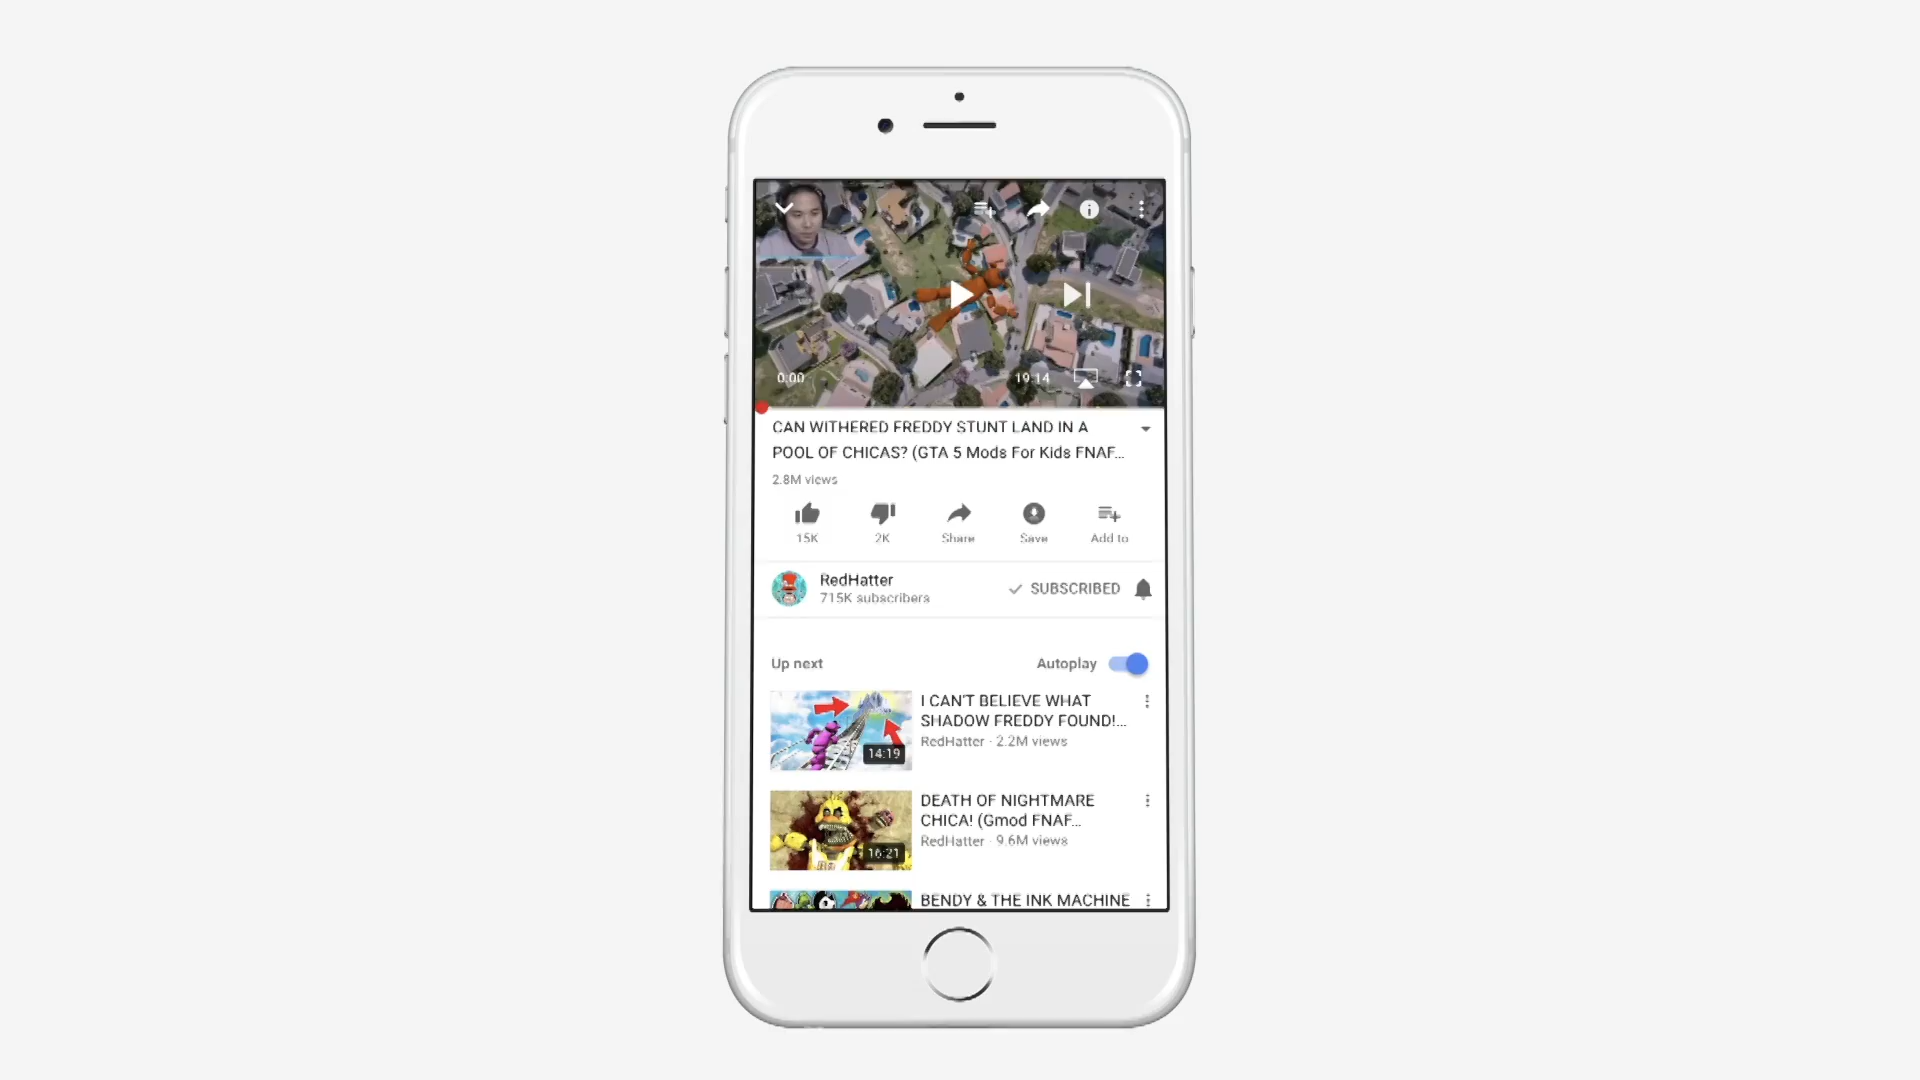 0:00
19:14
CAN WITHERED FREDDY STUNT LAND IN A
POOL OF CHICAS? (GTA 5 Mods For Kids FNAF...
2.8M views
15K
2K
Share
Save
Add to
RedHatter
715K subscribers
SUBSCRIBED
Up next
Autoplay
14:19
I CAN'T BELIEVE WHAT
SHADOW FREDDY FOUND!...
RedHatter · 2.2M views
16:21
DEATH OF NIGHTMARE
CHICA! (Gmod FNAF...
RedHatter · 9.6M views
BENDY & THE INK MACHINE